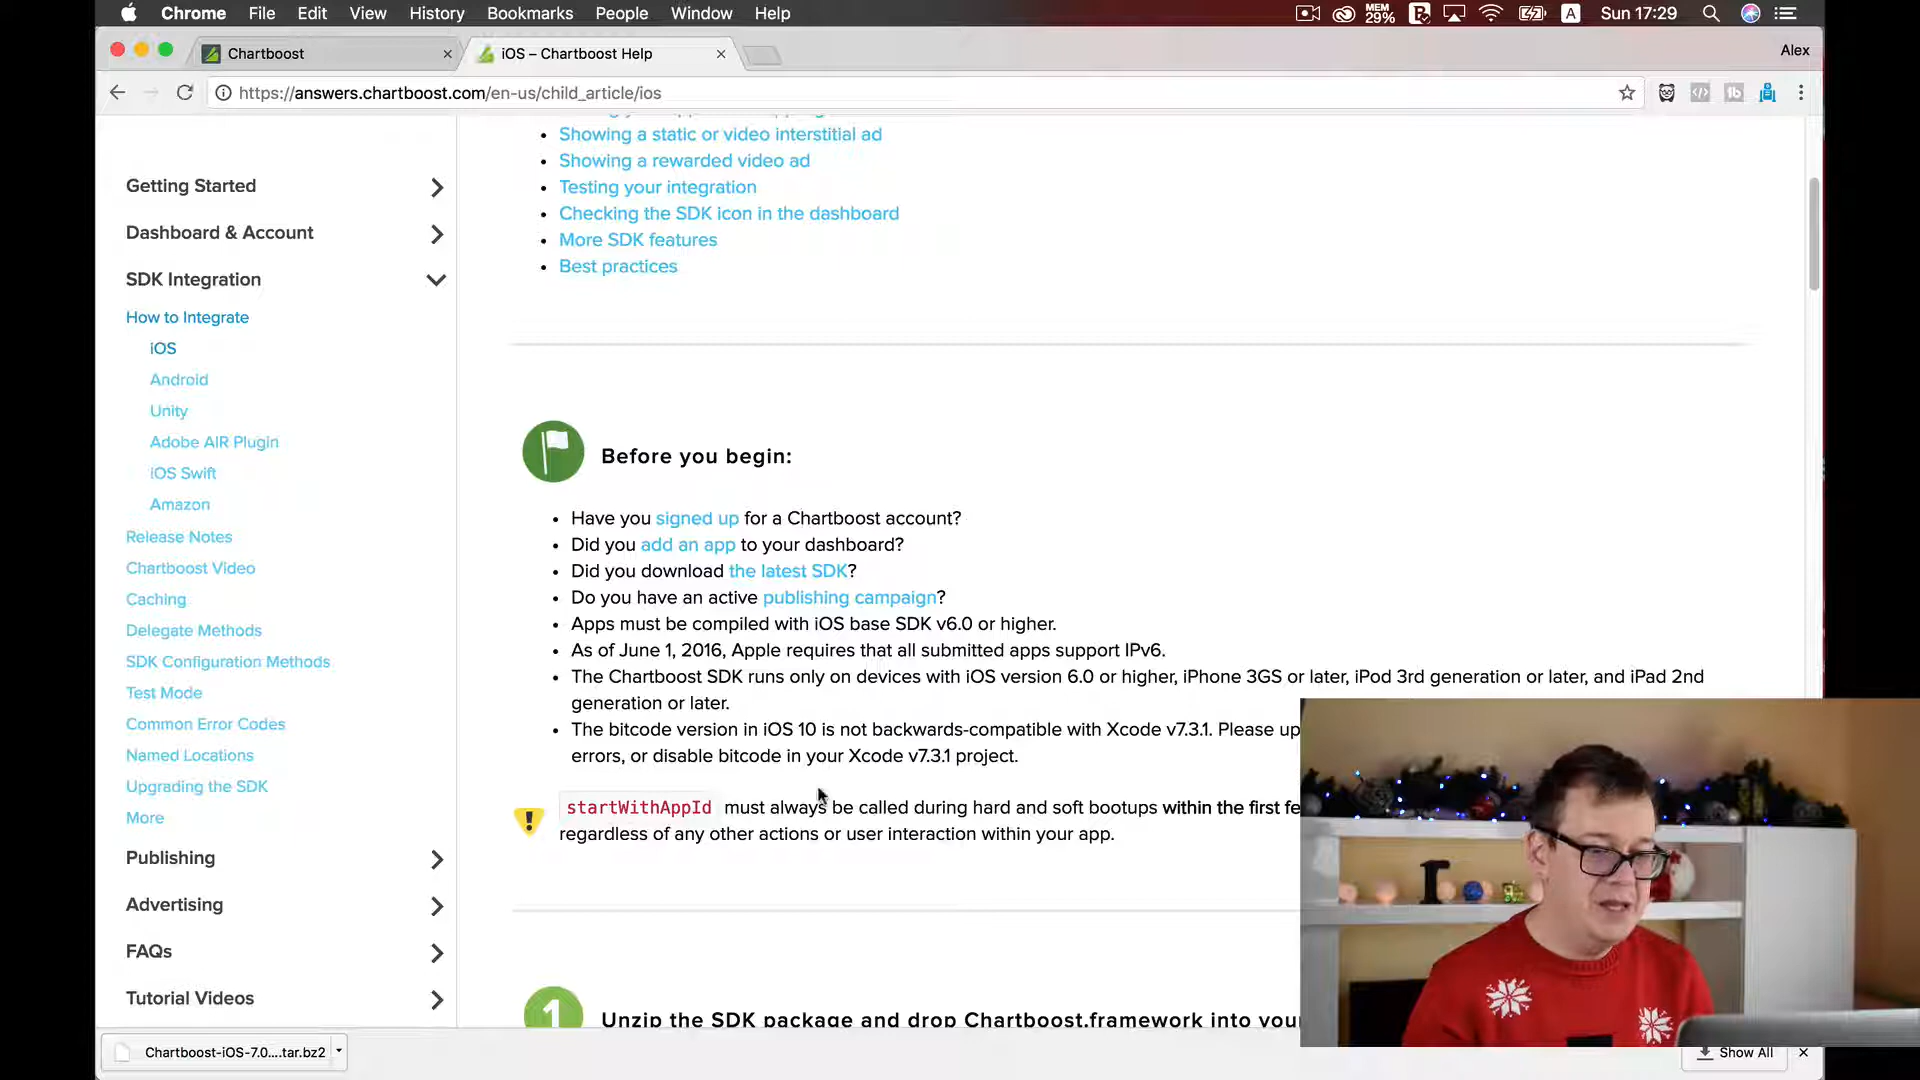 Chrome File Edit View History Bookmarks People Window Help MEM 29% A Sun 17:29
Chartboost iOS – Chartboost Help Alex
https://answers.chartboost.com/en-us/child_article/ios
Getting Started
Dashboard & Account
SDK Integration
How to Integrate
iOS
Android
Unity
Adobe AIR Plugin
iOS Swift
Amazon
Release Notes
Chartboost Video
Caching
Delegate Methods
SDK Configuration Methods
Test Mode
Common Error Codes
Named Locations
Upgrading the SDK
More
Publishing
Advertising
FAQs
Tutorial Videos
Showing a static or video interstitial ad
Showing a rewarded video ad
Testing your integration
Checking the SDK icon in the dashboard
More SDK features
Best practices
Before you begin:
Have you signed up for a Chartboost account?
Did you add an app to your dashboard?
Did you download the latest SDK?
Do you have an active publishing campaign?
Apps must be compiled with iOS base SDK v6.0 or higher.
As of June 1, 2016, Apple requires that all submitted apps support IPv6.
The Chartboost SDK runs only on devices with iOS version 6.0 or higher, iPhone 3GS or later, iPod 3rd generation or later, and iPad 2nd
generation or later.
The bitcode version in iOS 10 is not backwards-compatible with Xcode v7.3.1. Please up
errors, or disable bitcode in your Xcode v7.3.1 project.
startWithAppId must always be called during hard and soft bootups within the first fe
regardless of any other actions or user interaction within your app.
1 Unzip the SDK package and drop Chartboost.framework into your
Chartboost-iOS-7.0....tar.bz2 Show All